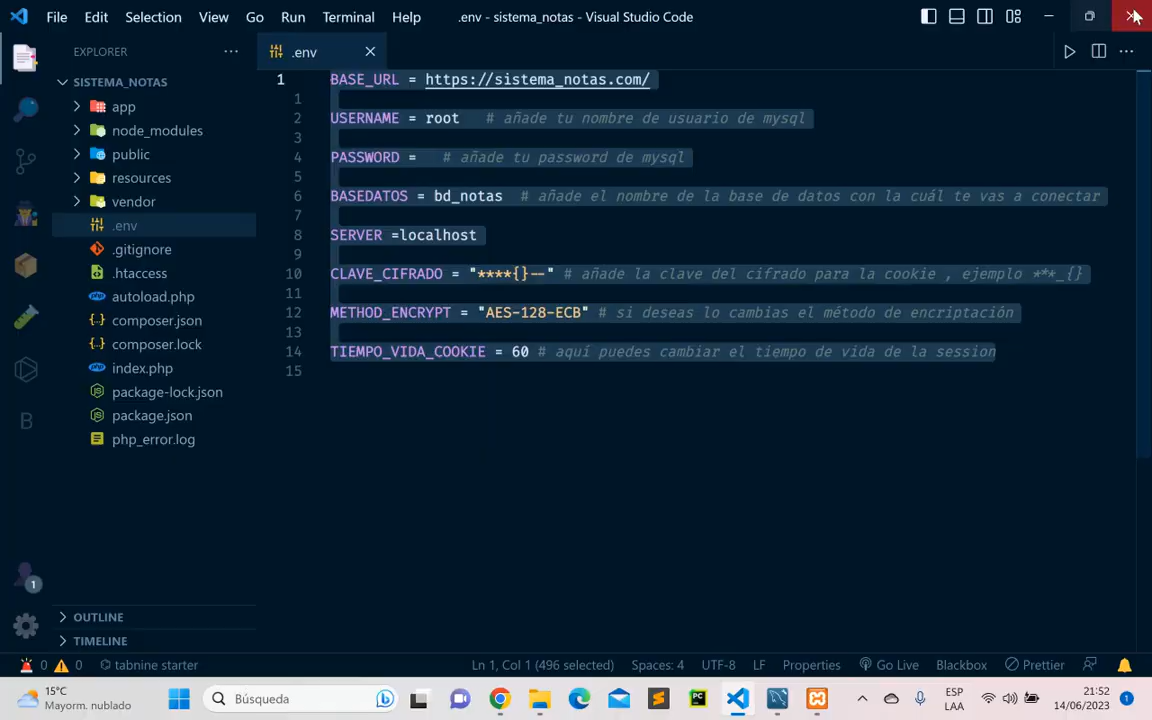 File Edit Selection View Go Run Terminal Help .env - sistema_notas - Visual Studio Code
EXPLORER ··· .env
SISTEMA_NOTAS
app
node_modules
public
resources
vendor
.env
.gitignore
.htaccess
php autoload.php
composer.json
composer.lock
php index.php
package-lock.json
package.json
php_error.log
OUTLINE
TIMELINE
1 BASE_URL = https://sistema_notas.com/
1
2 USERNAME = root # añade tu nombre de usuario de mysql
3
4 PASSWORD = # añade tu password de mysql
5
6 BASEDATOS = bd_notas # añade el nombre de la base de datos con la cuál te vas a conectar
7
8 SERVER =localhost
9
10 CLAVE_CIFRADO = "****{}--" # añade la clave del cifrado para la cookie , ejemplo ***_{}
11
12 METHOD_ENCRYPT = "AES-128-ECB" # si deseas lo cambias el método de encriptación
13
14 TIEMPO_VIDA_COOKIE = 60 # aquí puedes cambiar el tiempo de vida de la session
15
B
1
0 0 tabnine starter Ln 1, Col 1 (496 selected) Spaces: 4 UTF-8 LF Properties Go Live Blackbox Prettier
15°C
Mayorm. nublado
Búsqueda
PC
ESP
LAA
21:52
14/06/2023
1